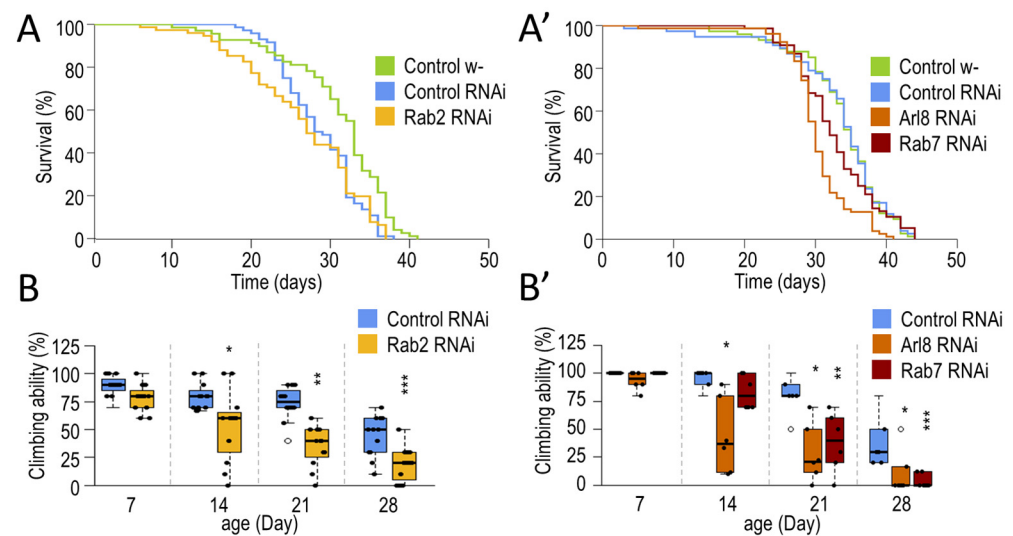 A
Survival (%)
100
80
60
40
20
0
0 10 20 30 40 50
Time (days)
Control w-
Control RNAi
Rab2 RNAi
A’
Survival (%)
100
80
60
40
20
0
0 10 20 30 40 50
Time (days)
Control w-
Control RNAi
Arl8 RNAi
Rab7 RNAi
B
Control RNAi
Rab2 RNAi
Climbing ability (%)
125
100
75
50
25
0
* ** ***
7 14 21 28
age (Day)
B’
Control RNAi
Arl8 RNAi
Rab7 RNAi
Climbing ability (%)
125
100
75
50
25
0
* * ** * ***
7 14 21 28
age (Day)